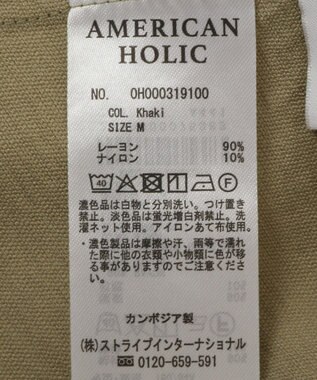 AMERICAN
HOLIC
NO. 0H000319100
COL. Khaki
SIZE M
レーヨン 90%
ナイロン 10%
40
濃色品は白物と分別洗い。つけ置き
禁止。淡色品は蛍光増白剤禁止。洗
濯ネット使用。アイロンあて布使用。
・濃色製品は摩擦や汗、雨等で濡れ
た際に他の衣類や小物類に色が移
る事がありますのでご注意くださ
い。
カンボジア製
(株)ストライプインターナショナル
0120-659-591